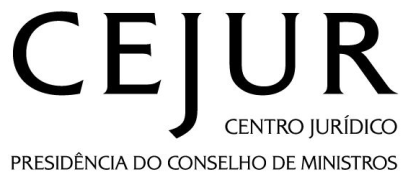 CEJUR
CENTRO JURÍDICO
PRESIDÊNCIA DO CONSELHO DE MINISTROS